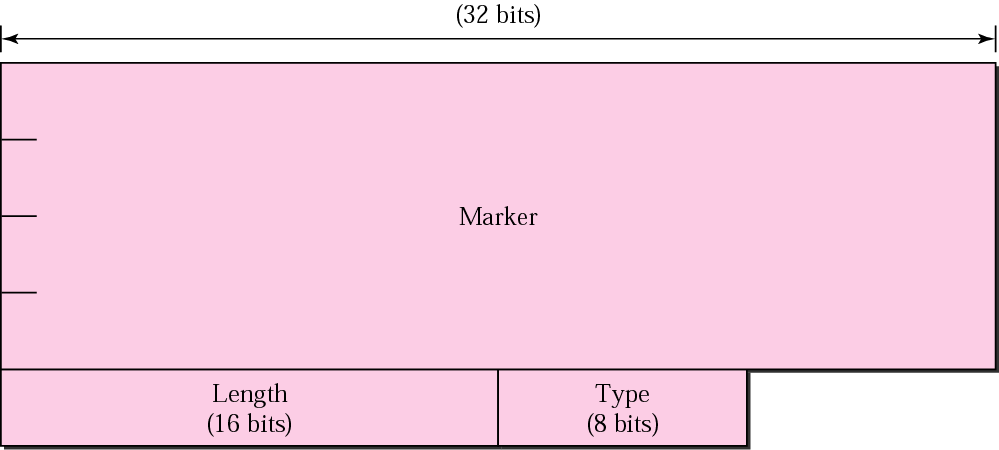 (32 bits)
Marker
Length
(16 bits)
Type
(8 bits)